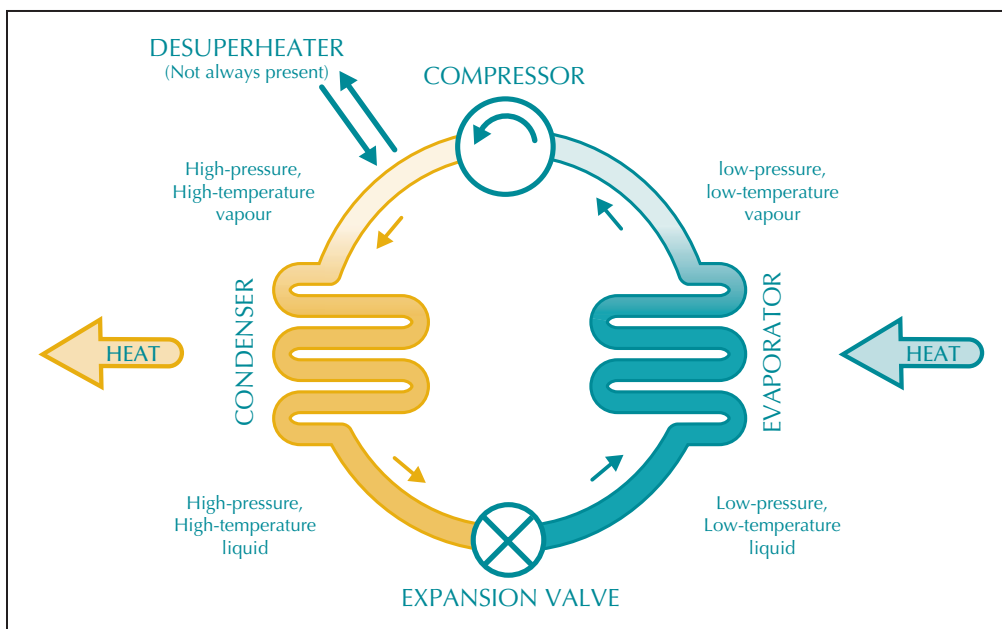 DESUPERHEATER
(Not always present)
COMPRESSOR
High-pressure,
High-temperature
vapour
low-pressure,
low-temperature
vapour
HEAT
CONDENSER
EVAPORATOR
HEAT
High-pressure,
High-temperature
liquid
Low-pressure,
Low-temperature
liquid
EXPANSION VALVE